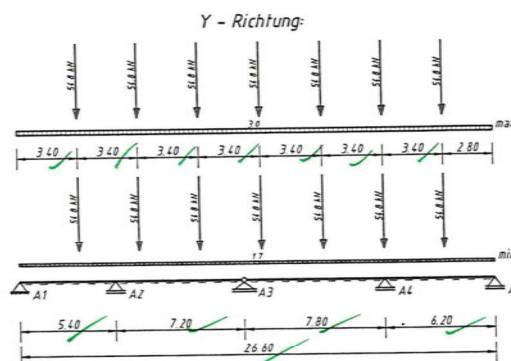 Y - Richtung:
51.8 kN 51.8 kN 51.8 kN 51.8 kN 51.8 kN 51.8 kN 51.8 kN
max
3.40 3.40 3.40 3.40 3.40 3.40 3.40 2.80
51.8 kN 51.8 kN 51.8 kN 51.8 kN 51.8 kN 51.8 kN 51.8 kN
1.7 min
A1 A2 A3 A4 A
5.40 7.20 7.80 6.20
26.60